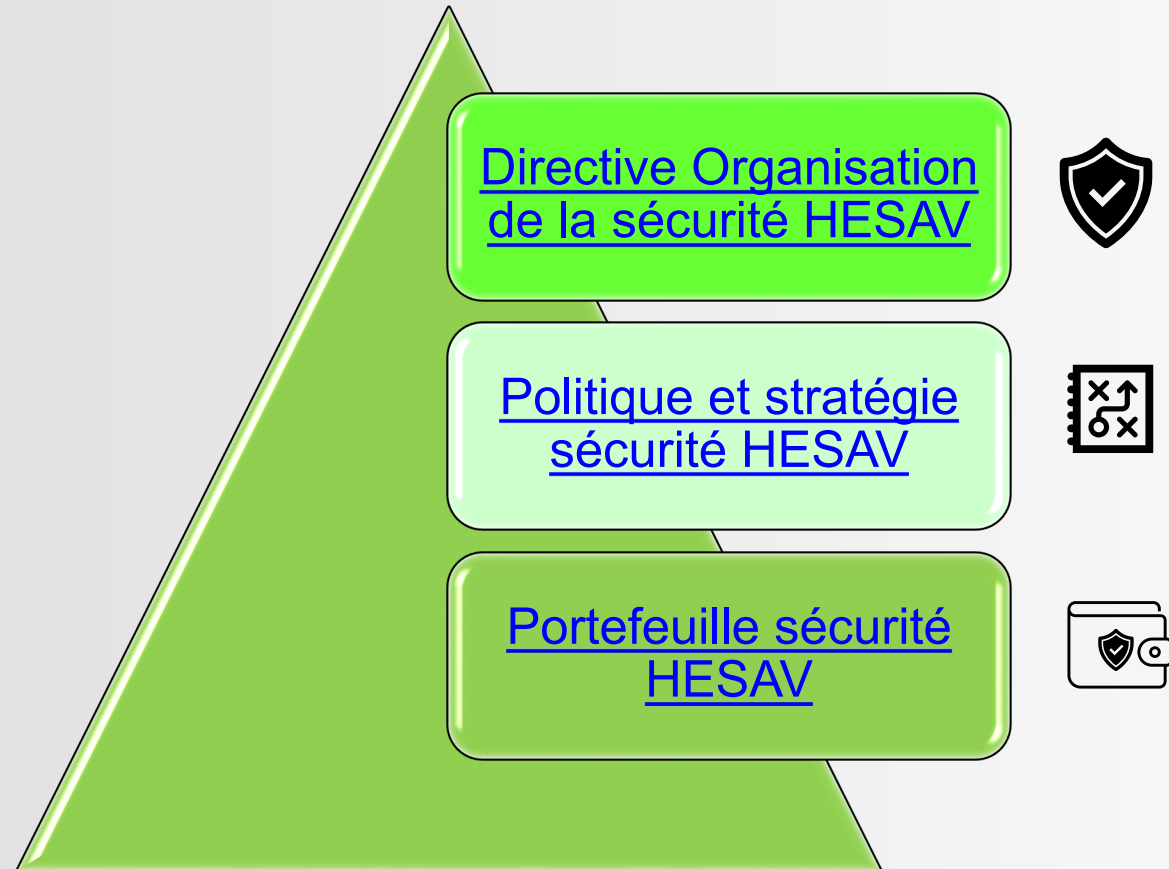 Directive Organisation
de la sécurité HESAV
Politique et stratégie
sécurité HESAV
Portefeuille sécurité
HESAV